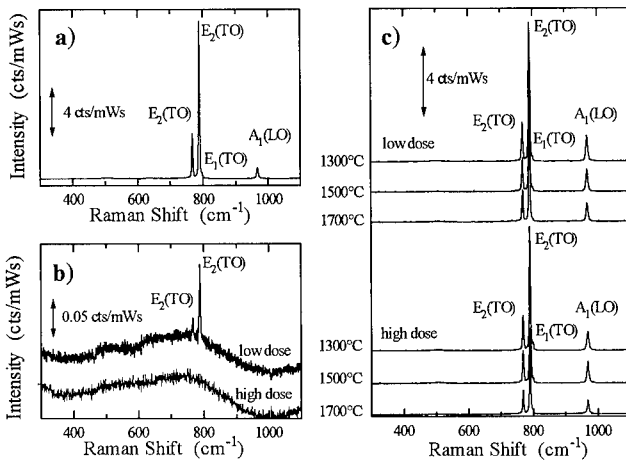 a)
E₂(TO)
4 cts/mWs
E₂(TO)
E₁(TO)
A₁(LO)
Intensity (cts/mWs)
400 600 800 1000
Raman Shift (cm⁻¹)
b)
E₂(TO)
E₂(TO)
0.05 cts/mWs
low dose
high dose
Intensity (cts/mWs)
400 600 800 1000
Raman Shift (cm⁻¹)
c)
E₂(TO)
4 cts/mWs
E₂(TO)
A₁(LO)
E₁(TO)
low dose
1300°C
1500°C
1700°C
E₂(TO)
E₂(TO)
A₁(LO)
E₁(TO)
high dose
1300°C
1500°C
1700°C
400 600 800 1000
Raman Shift (cm⁻¹)